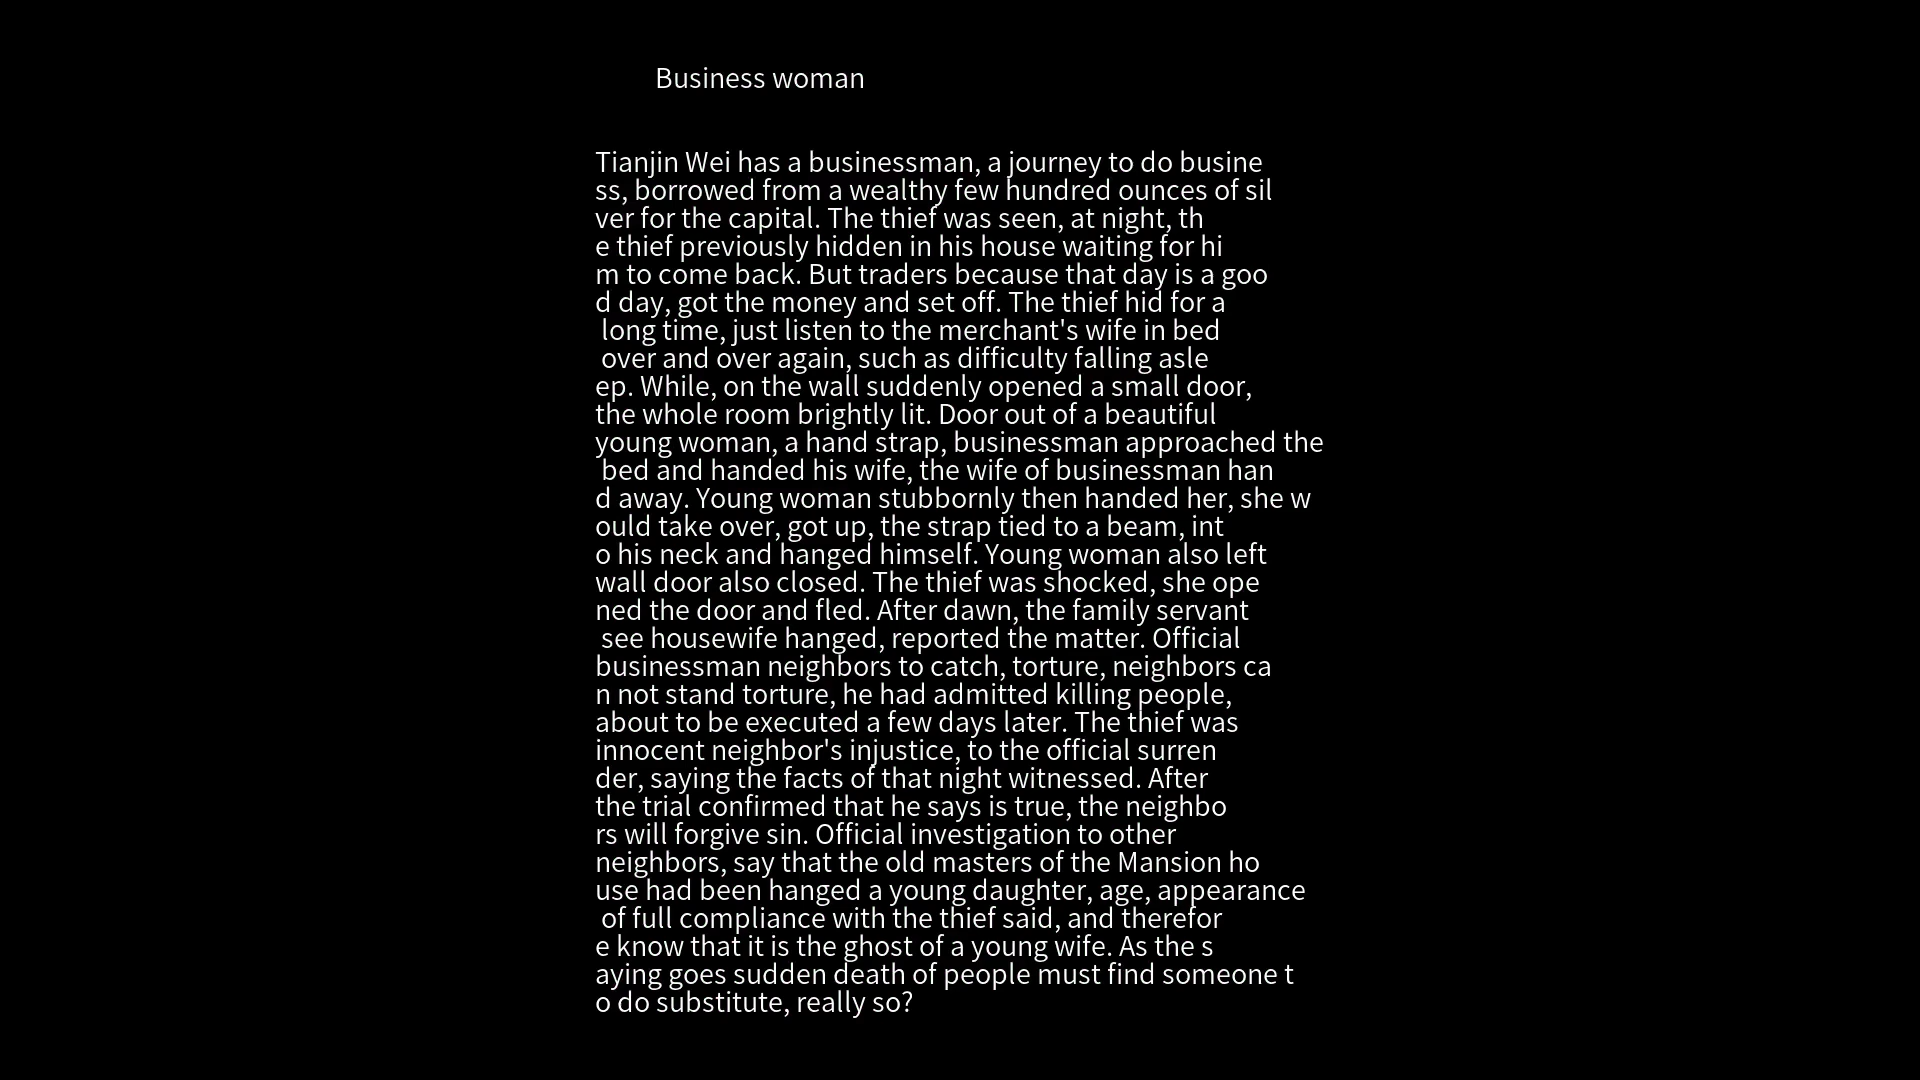 Business woman
Tianjin Wei has a businessman, a journey to do busine
ss, borrowed from a wealthy few hundred ounces of sil
ver for the capital. The thief was seen, at night, th
e thief previously hidden in his house waiting for hi
m to come back. But traders because that day is a goo
d day, got the money and set off. The thief hid for a
long time, just listen to the merchant's wife in bed
over and over again, such as difficulty falling asle
ep. While, on the wall suddenly opened a small door,
the whole room brightly lit. Door out of a beautiful
young woman, a hand strap, businessman approached the
bed and handed his wife, the wife of businessman han
d away. Young woman stubbornly then handed her, she w
ould take over, got up, the strap tied to a beam, int
o his neck and hanged himself. Young woman also left
wall door also closed. The thief was shocked, she ope
ned the door and fled. After dawn, the family servant
see housewife hanged, reported the matter. Official
businessman neighbors to catch, torture, neighbors ca
n not stand torture, he had admitted killing people,
about to be executed a few days later. The thief was
innocent neighbor's injustice, to the official surren
der, saying the facts of that night witnessed. After
the trial confirmed that he says is true, the neighbo
rs will forgive sin. Official investigation to other
neighbors, say that the old masters of the Mansion ho
use had been hanged a young daughter, age, appearance
of full compliance with the thief said, and therefor
e know that it is the ghost of a young wife. As the s
aying goes sudden death of people must find someone t
o do substitute, really so?